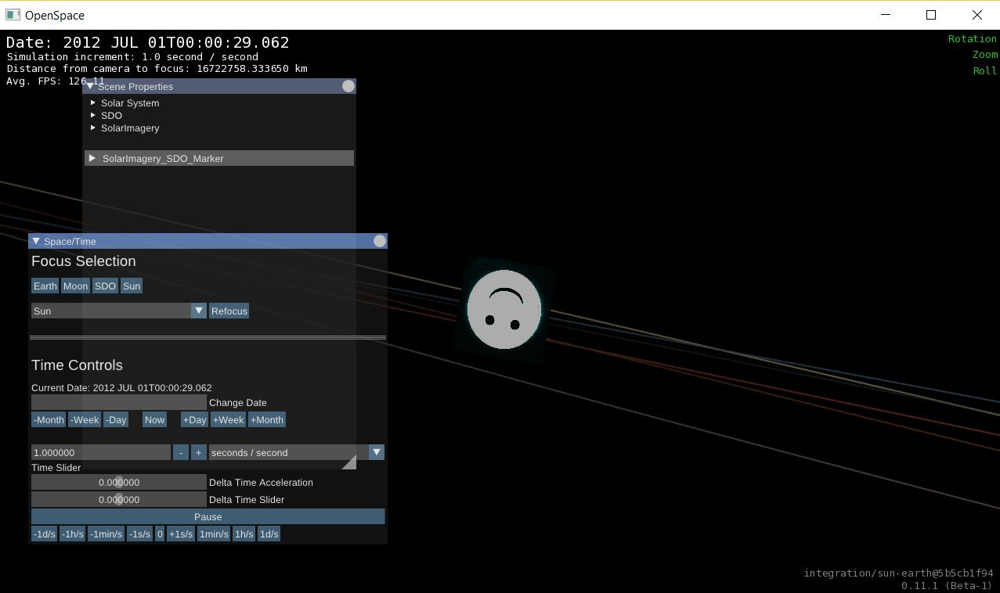 OpenSpace
Date: 2012 JUL 01T00:00:29.062
Simulation increment: 1.0 second / second
Distance from camera to focus: 16722758.333650 km
Avg. FPS: 126.11
Rotation
Zoom
Roll
Scene Properties
Solar System
SDO
SolarImagery
SolarImagery_SDO_Marker
Space/Time
Focus Selection
Earth Moon SDO Sun
Sun Refocus
Time Controls
Current Date: 2012 JUL 01T00:00:29.062
Change Date
-Month -Week -Day Now +Day +Week +Month
1.000000 - + seconds / second
Time Slider
0.000000 Delta Time Acceleration
0.000000 Delta Time Slider
Pause
-1d/s -1h/s -1min/s -1s/s 0 +1s/s 1min/s 1h/s 1d/s
integration/sun-earth@5b5cb1f94
0.11.1 (Beta-1)